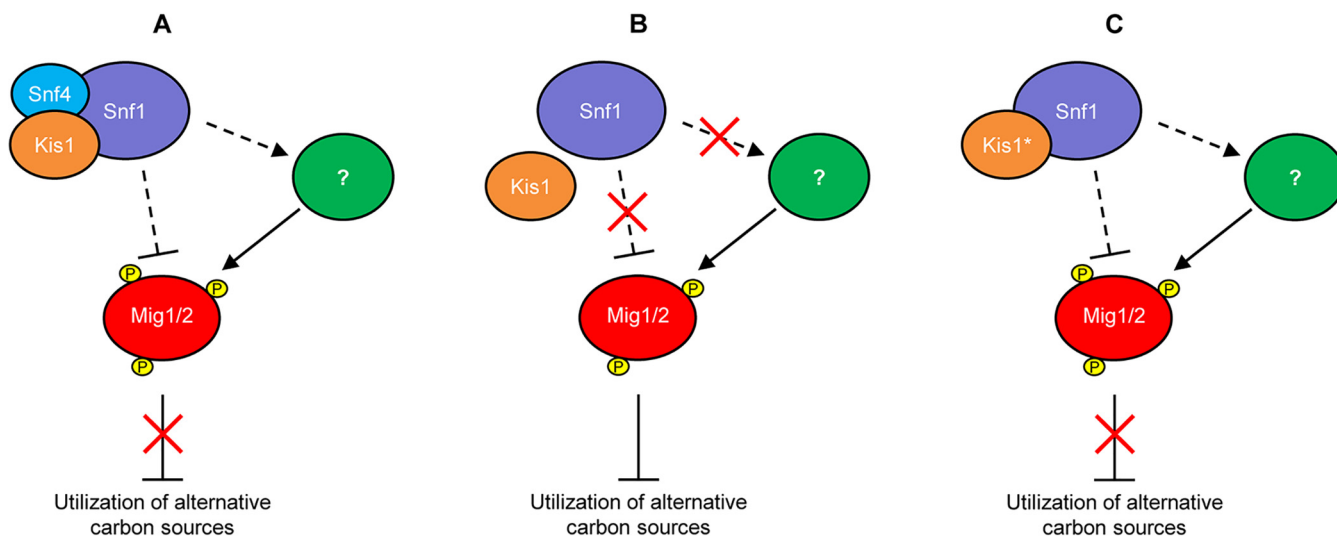 A
Snf4
Snf1
Kis1
?
P
P
Mig1/2
P
Utilization of alternative
carbon sources
B
Snf1
Kis1
?
P
Mig1/2
P
Utilization of alternative
carbon sources
C
Snf1
Kis1*
?
P
P
Mig1/2
P
Utilization of alternative
carbon sources